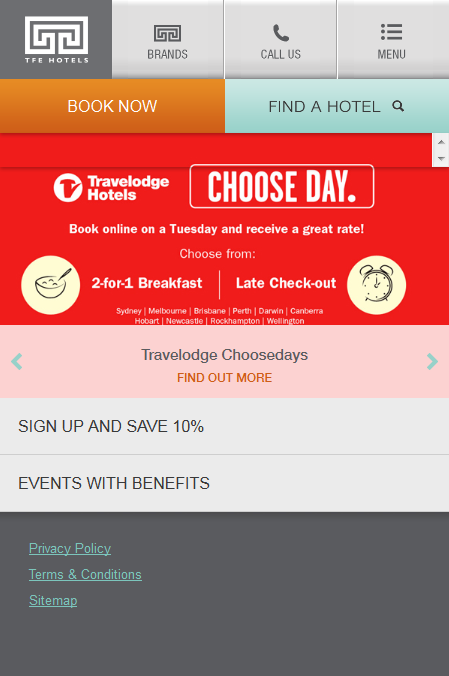 TFE HOTELS
BRANDS
CALL US
MENU
BOOK NOW
FIND A HOTEL
Travelodge
Hotels
CHOOSE DAY.
Book online on a Tuesday and receive a great rate!
Choose from:
2-for-1 Breakfast
Late Check-out
Sydney | Melbourne | Brisbane | Perth | Darwin | Canberra
Hobart | Newcastle | Rockhampton | Wellington
Travelodge Choosedays
FIND OUT MORE
SIGN UP AND SAVE 10%
EVENTS WITH BENEFITS
Privacy Policy
Terms & Conditions
Sitemap